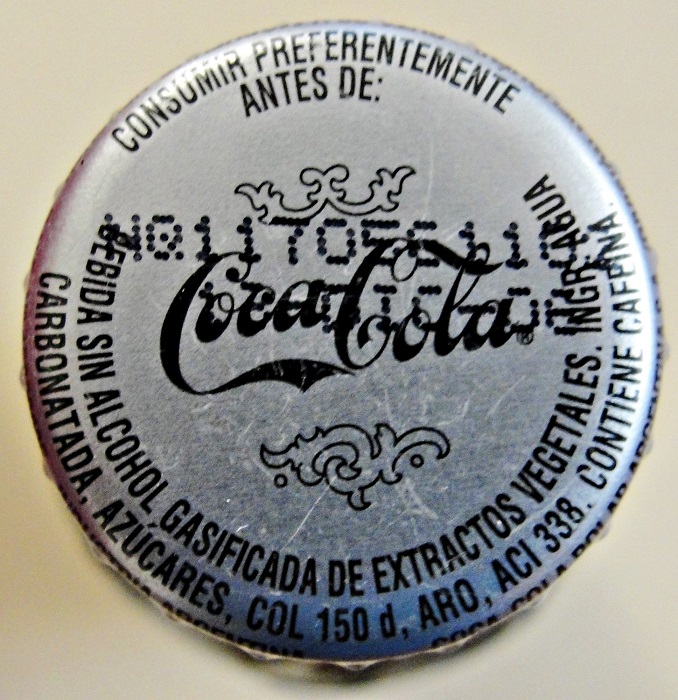 CONSUMIR PREFERENTEMENTE
ANTES DE:
Coca-Cola®
BEBIDA SIN ALCOHOL GASIFICADA DE EXTRACTOS VEGETALES. INGR: AGUA
CARBONATADA, AZÚCARES, COL 150 d, ARO, ACI 338. CONTIENE CAFEÍNA.